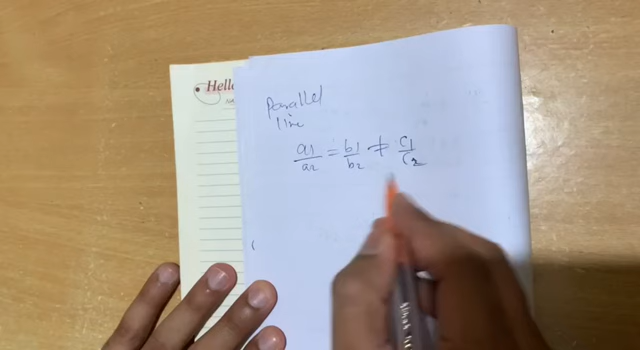 Hello
Parallel
line
a1/a2 = b1/b2 ≠ c1/c2